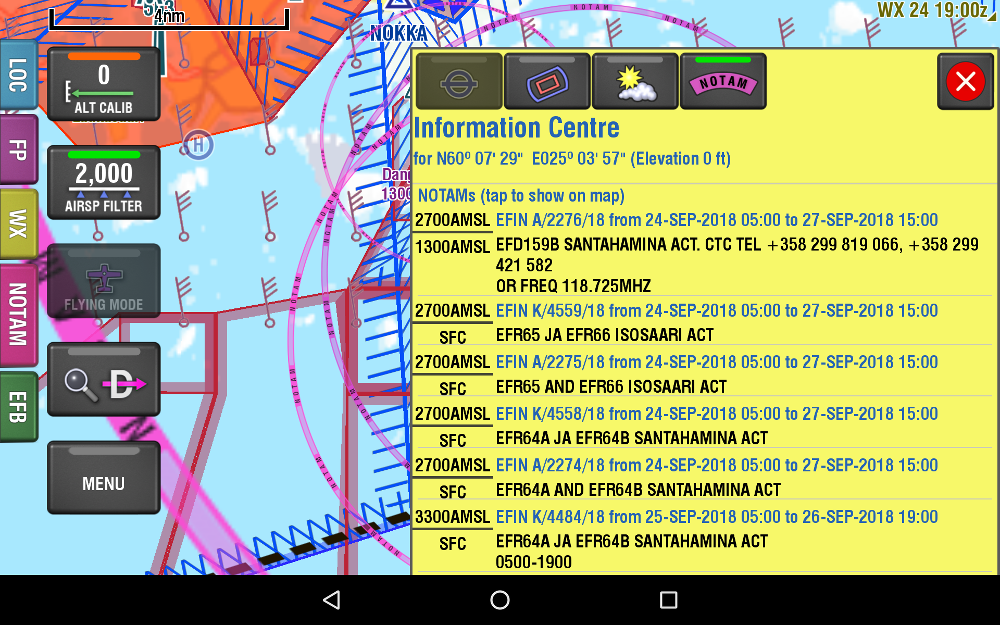 4nm
NOKKA
WX 24 19:00z
LOC
FP
WX
NOTAM
EFB
0
ALT CALIB
2,000
AIRSP FILTER
FLYING MODE
D
MENU
H
NOTAM
Information Centre
for N60º 07' 29"  E025º 03' 57" (Elevation 0 ft)
NOTAMs (tap to show on map)
2700AMSL EFIN A/2276/18 from 24-SEP-2018 05:00 to 27-SEP-2018 15:00
1300AMSL EFD159B SANTAHAMINA ACT. CTC TEL +358 299 819 066, +358 299
421 582
OR FREQ 118.725MHZ
2700AMSL EFIN K/4559/18 from 24-SEP-2018 05:00 to 27-SEP-2018 15:00
SFC EFR65 JA EFR66 ISOSAARI ACT
2700AMSL EFIN A/2275/18 from 24-SEP-2018 05:00 to 27-SEP-2018 15:00
SFC EFR65 AND EFR66 ISOSAARI ACT
2700AMSL EFIN K/4558/18 from 24-SEP-2018 05:00 to 27-SEP-2018 15:00
SFC EFR64A JA EFR64B SANTAHAMINA ACT
2700AMSL EFIN A/2274/18 from 24-SEP-2018 05:00 to 27-SEP-2018 15:00
SFC EFR64A AND EFR64B SANTAHAMINA ACT
3300AMSL EFIN K/4484/18 from 25-SEP-2018 05:00 to 26-SEP-2018 19:00
SFC EFR64A JA EFR64B SANTAHAMINA ACT
0500-1900